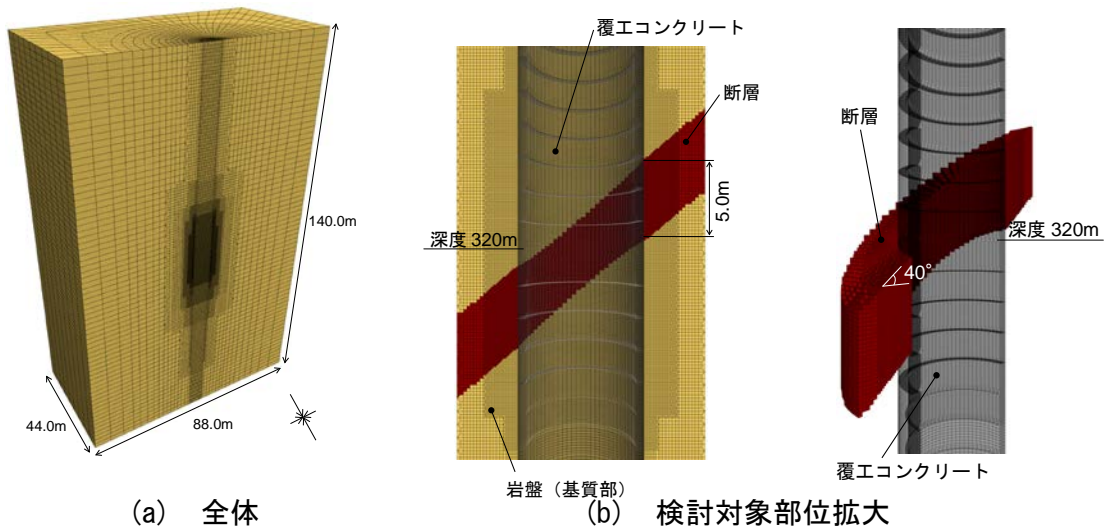 140.0m
44.0m
88.0m
(a) 全体
覆工コンクリート
断層
5.0m
深度 320m
岩盤（基質部）
断層
深度 320m
40°
覆工コンクリート
(b) 検討対象部位拡大